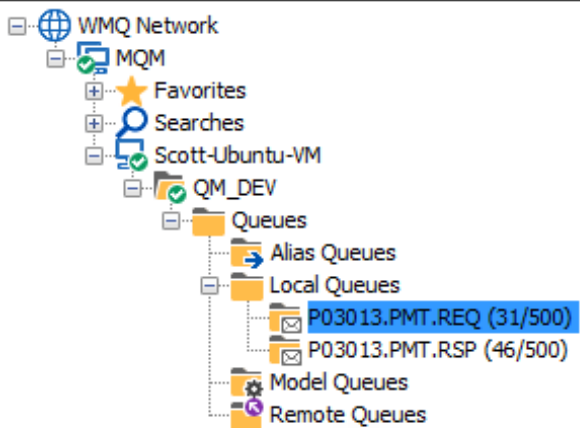 WMQ Network
MQM
Favorites
Searches
Scott-Ubuntu-VM
QM_DEV
Queues
Alias Queues
Local Queues
P03013.PMT.REQ (31/500)
P03013.PMT.RSP (46/500)
Model Queues
Remote Queues